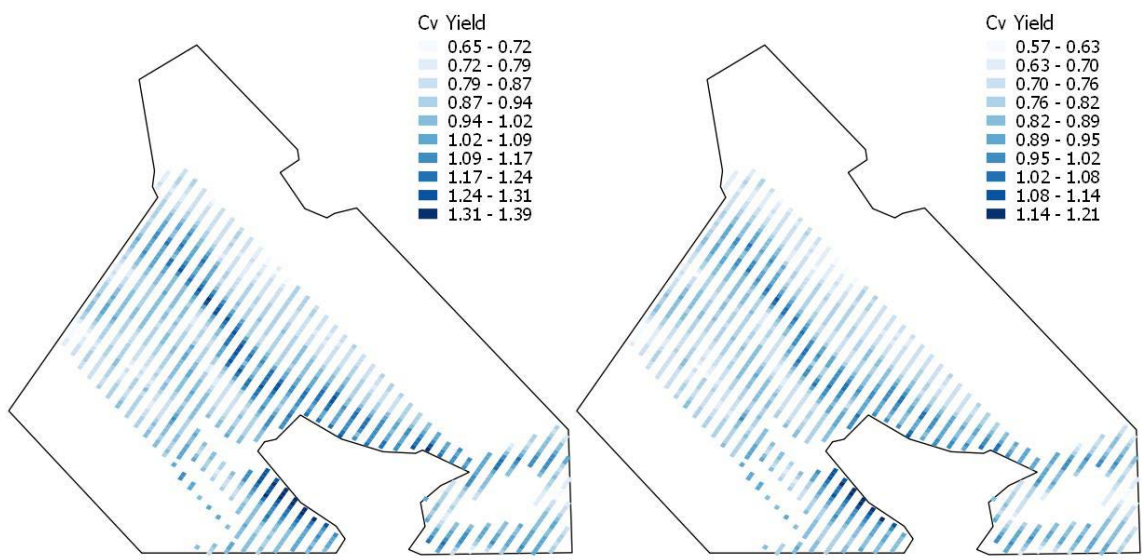 Cv Yield
0.65 - 0.72
0.72 - 0.79
0.79 - 0.87
0.87 - 0.94
0.94 - 1.02
1.02 - 1.09
1.09 - 1.17
1.17 - 1.24
1.24 - 1.31
1.31 - 1.39
Cv Yield
0.57 - 0.63
0.63 - 0.70
0.70 - 0.76
0.76 - 0.82
0.82 - 0.89
0.89 - 0.95
0.95 - 1.02
1.02 - 1.08
1.08 - 1.14
1.14 - 1.21